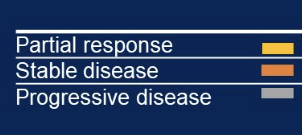 Partial response
Stable disease
Progressive disease